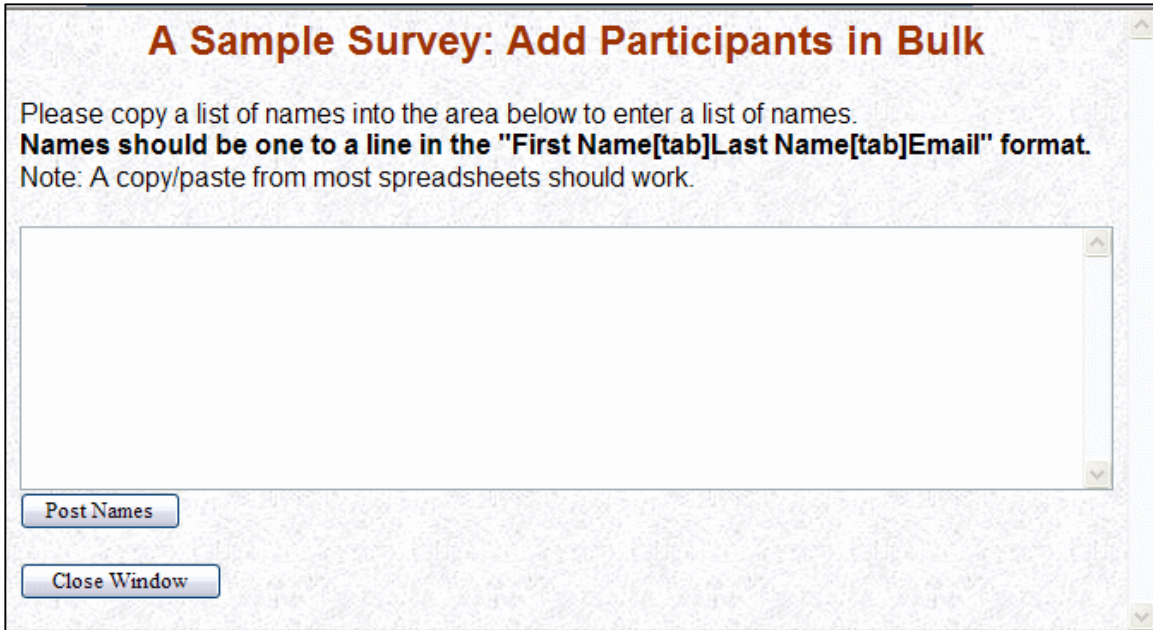 A Sample Survey: Add Participants in Bulk
Please copy a list of names into the area below to enter a list of names.
Names should be one to a line in the "First Name[tab]Last Name[tab]Email" format.
Note: A copy/paste from most spreadsheets should work.
Post Names
Close Window